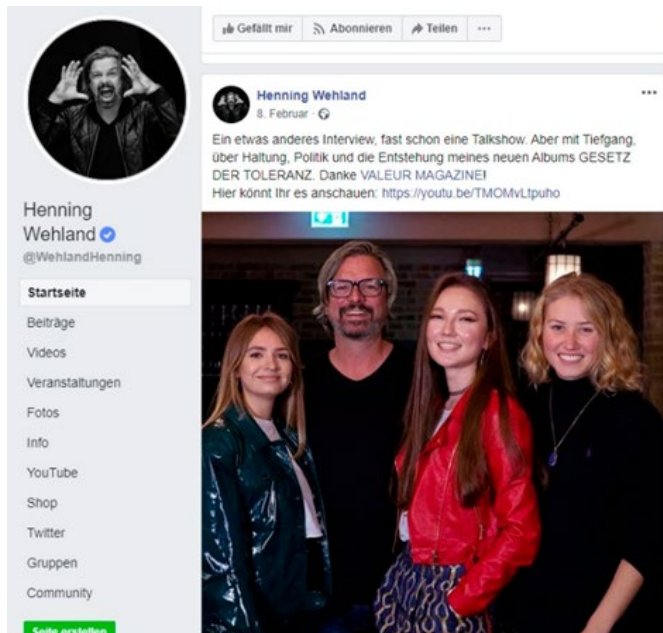 Gefällt mir
Abonnieren
Teilen
Henning
Wehland
@WehlandHenning
Startseite
Beiträge
Videos
Veranstaltungen
Fotos
Info
YouTube
Shop
Twitter
Gruppen
Community
Seite erstellen
Henning Wehland
8. Februar ·
Ein etwas anderes Interview, fast schon eine Talkshow. Aber mit Tiefgang,
über Haltung, Politik und die Entstehung meines neuen Albums GESETZ
DER TOLERANZ. Danke VALEUR MAGAZINE!
Hier könnt Ihr es anschauen: https://youtu.be/TMOMvLtpuho